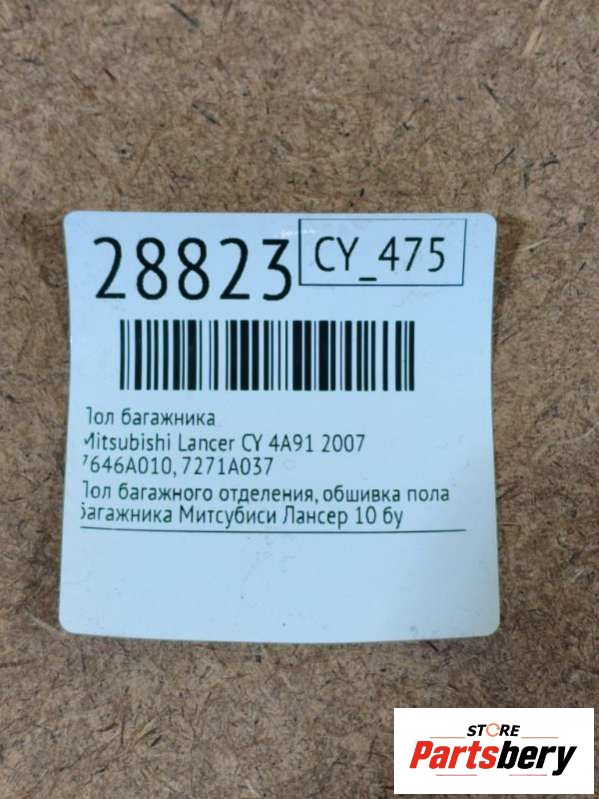 28823
CY_475
Пол багажника
Mitsubishi Lancer CY 4A91 2007
7646A010, 7271A037
Пол багажного отделения, обшивка пола
багажника Митсубиси Лансер 10 бу
STORE
Partsbery